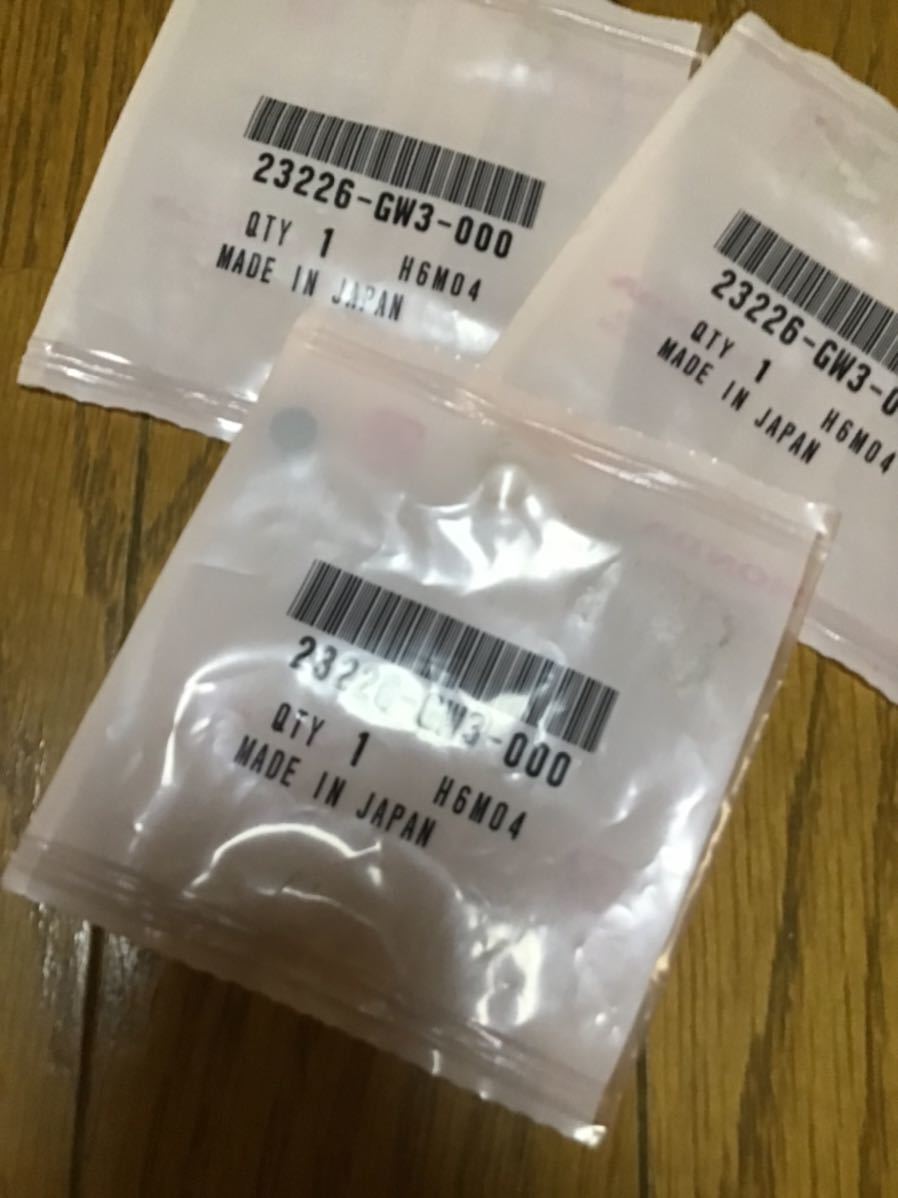 23226-GW3-000
QTY 1 H6M04
MADE IN JAPAN
23226-GW3-0
QTY 1 H6M04
MADE IN JAPAN
23226-GW3-000
QTY 1 H6M04
MADE IN JAPAN